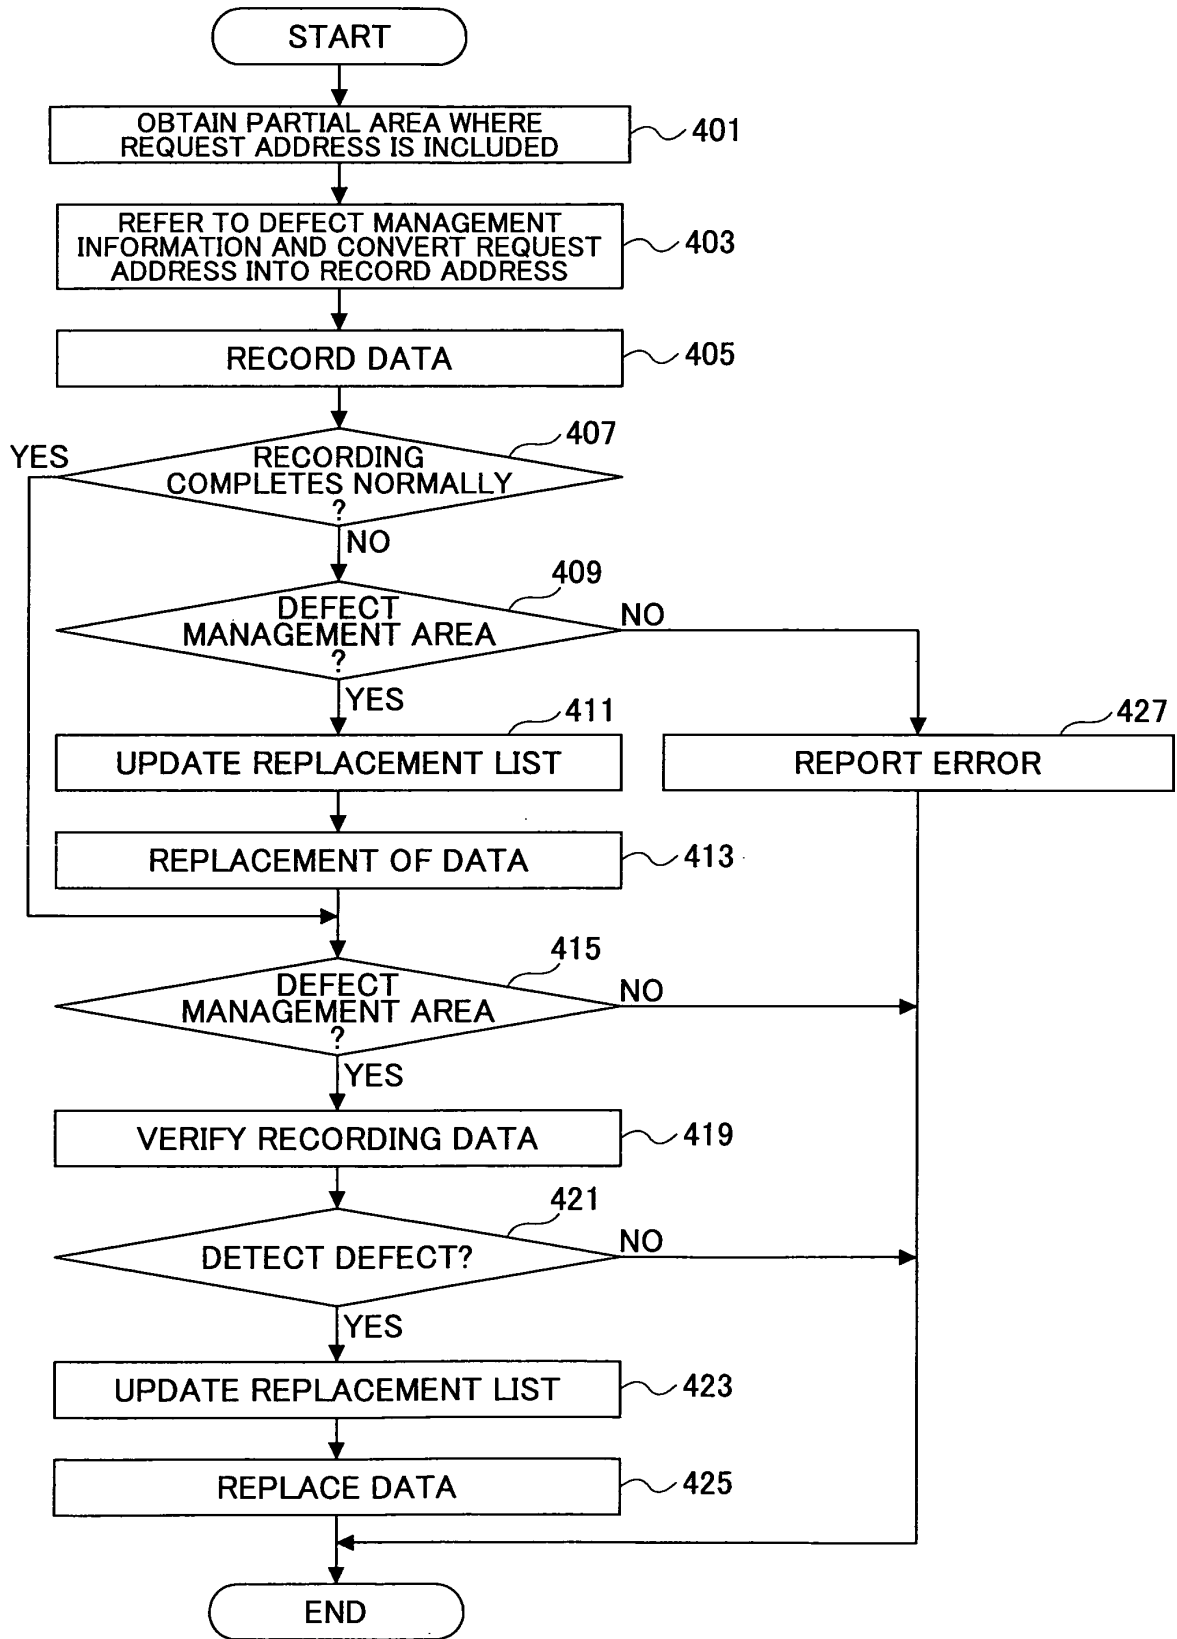 START
OBTAIN PARTIAL AREA WHERE
REQUEST ADDRESS IS INCLUDED
401
REFER TO DEFECT MANAGEMENT
INFORMATION AND CONVERT REQUEST
ADDRESS INTO RECORD ADDRESS
403
RECORD DATA
405
407
YES
RECORDING
COMPLETES NORMALLY
?
NO
409
DEFECT
MANAGEMENT AREA
?
NO
YES
411
UPDATE REPLACEMENT LIST
427
REPORT ERROR
REPLACEMENT OF DATA
413
415
DEFECT
MANAGEMENT AREA
?
NO
YES
VERIFY RECORDING DATA
419
421
DETECT DEFECT?
NO
YES
UPDATE REPLACEMENT LIST
423
REPLACE DATA
425
END